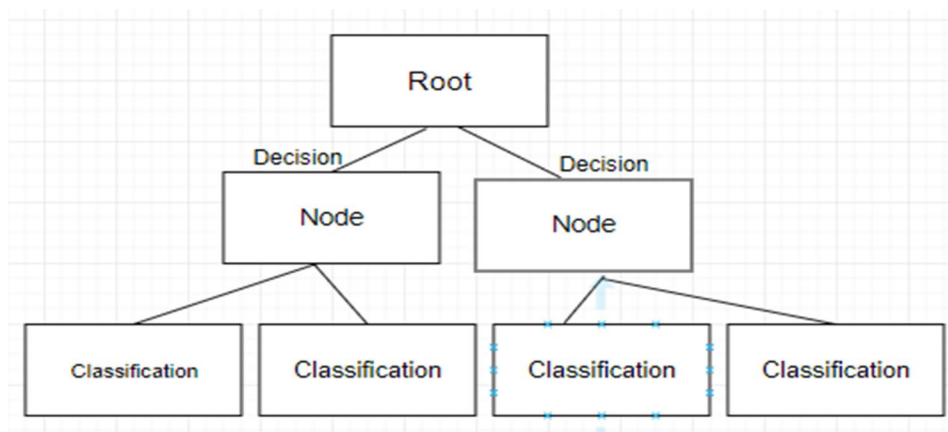 Root
Decision
Decision
Node
Node
Classification
Classification
Classification
Classification